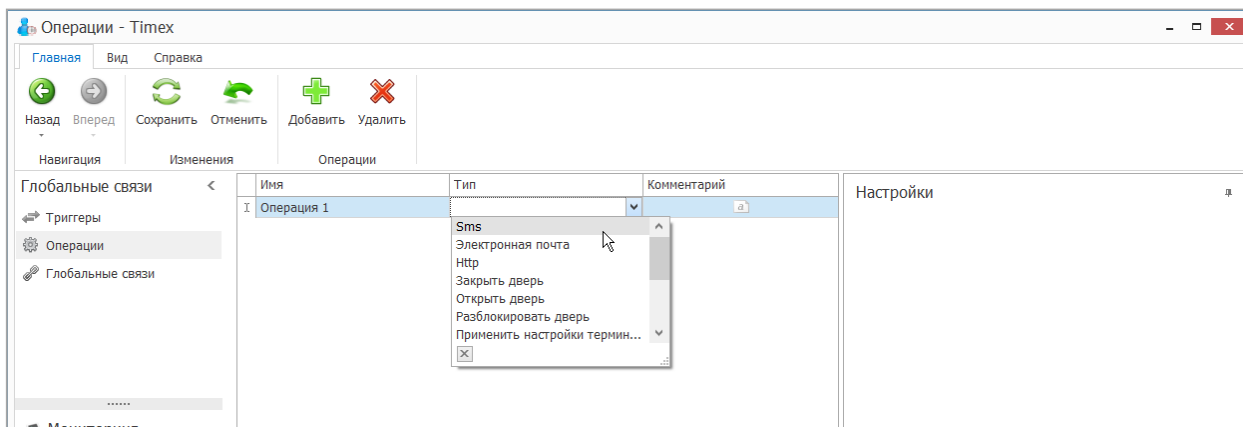 Операции - Timex
Главная Вид Справка
Назад Вперед Сохранить Отменить Добавить Удалить
Навигация Изменения Операции
Глобальные связи
Триггеры
Операции
Глобальные связи
Имя Тип Комментарий
Операция 1
Sms
Электронная почта
Http
Закрыть дверь
Открыть дверь
Разблокировать дверь
Применить настройки термин...
Настройки